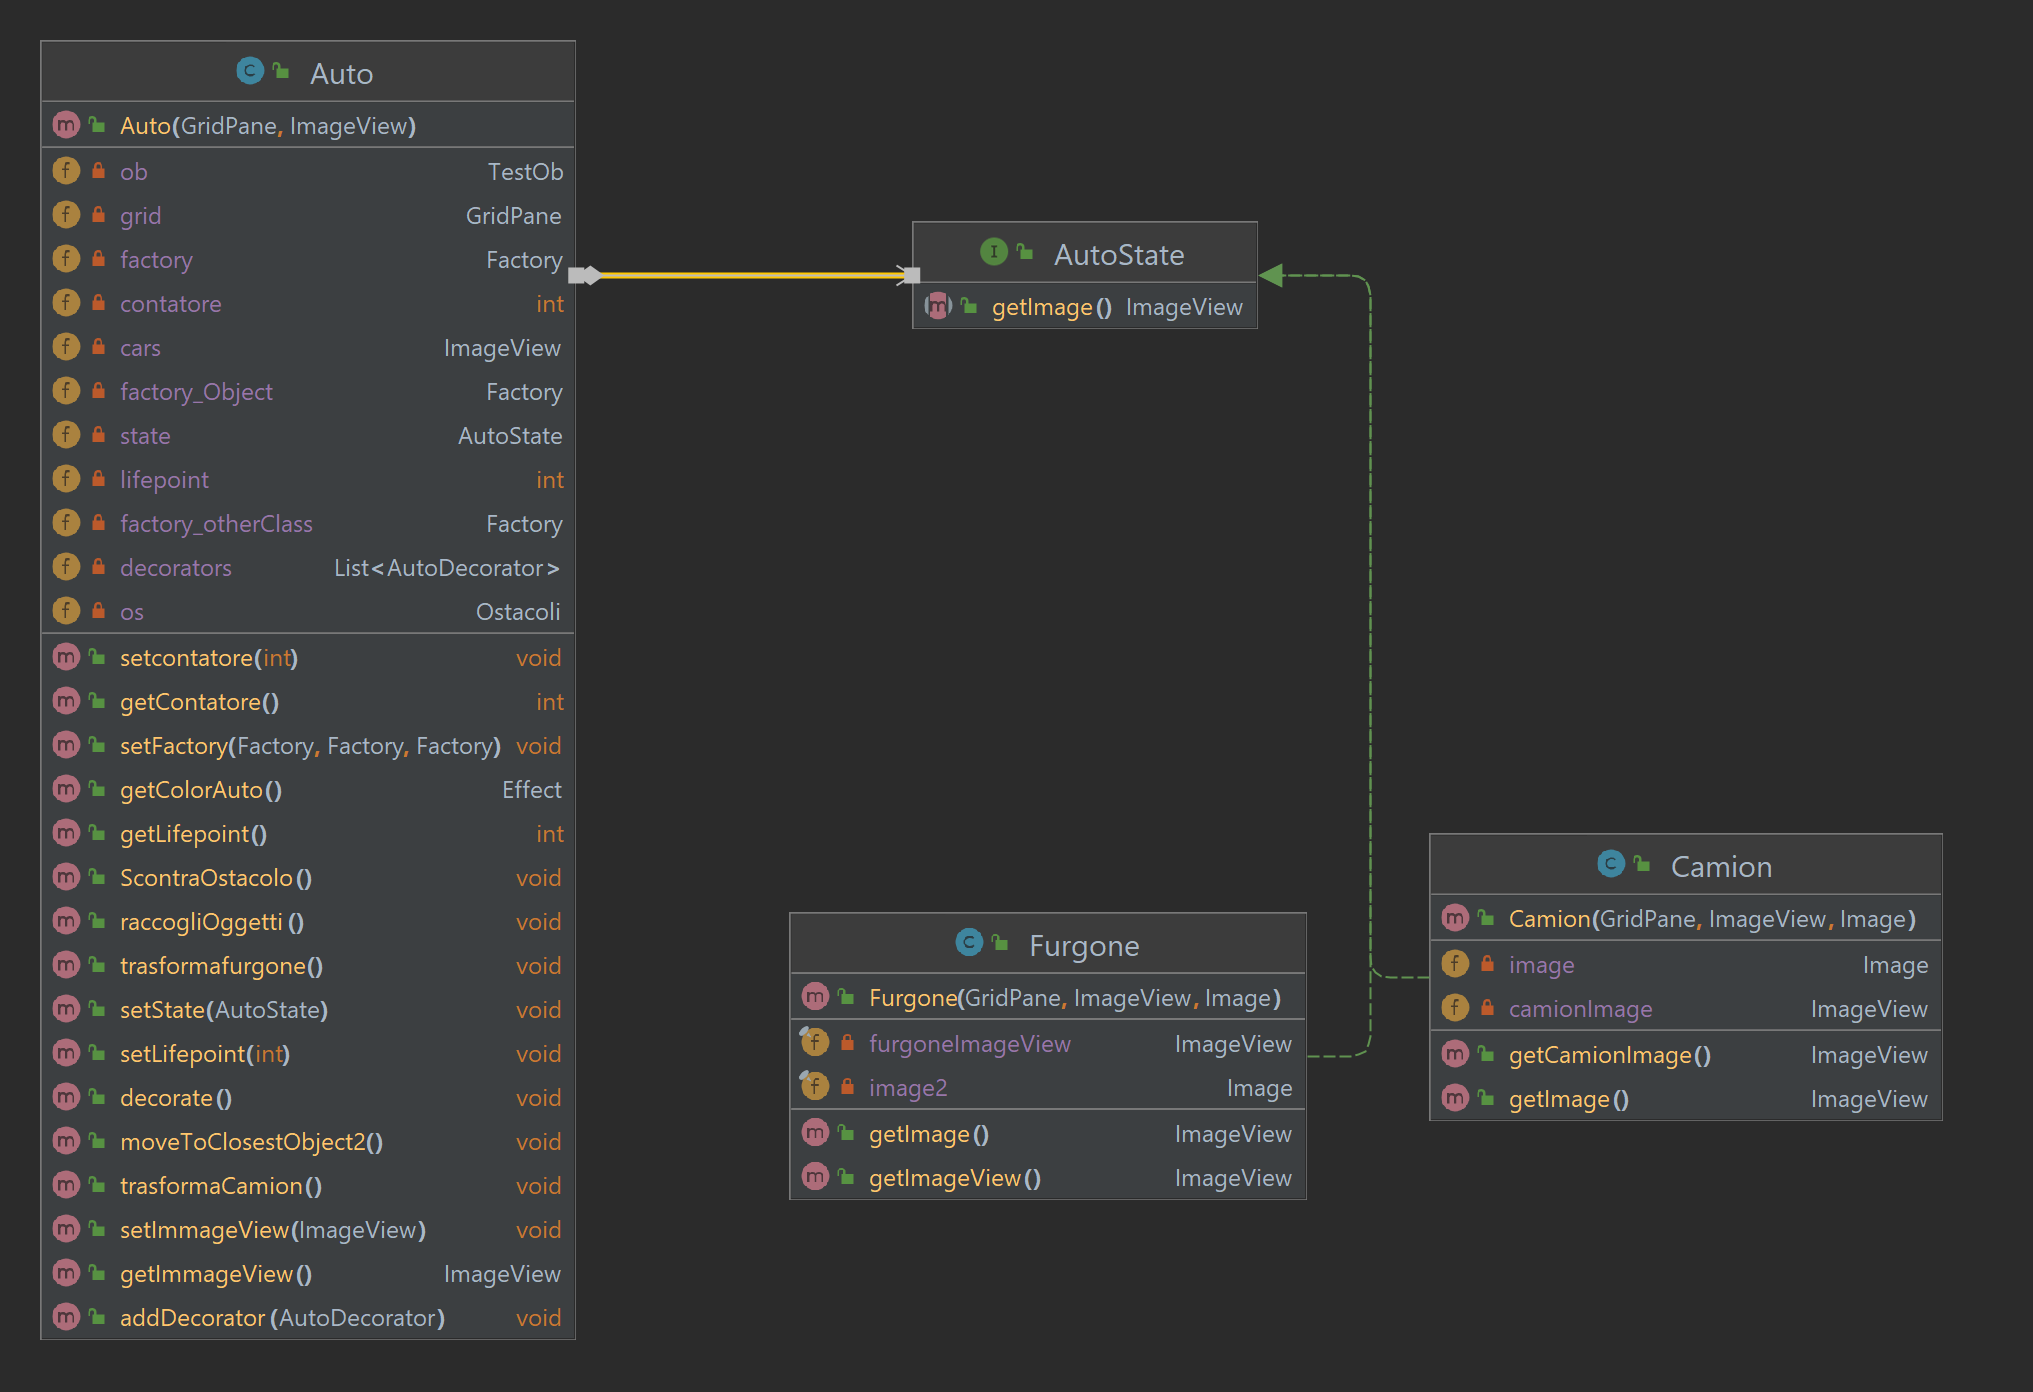 Auto
Auto(GridPane, ImageView)
ob TestOb
grid GridPane
factory Factory
contatore int
cars ImageView
factory_Object Factory
state AutoState
lifepoint int
factory_otherClass Factory
decorators List<AutoDecorator>
os Ostacoli
setcontatore(int) void
getContatore() int
setFactory(Factory, Factory, Factory) void
getColorAuto() Effect
getLifepoint() int
ScontraOstacolo() void
raccogliOggetti() void
trasformafurgone() void
setState(AutoState) void
setLifepoint(int) void
decorate() void
moveToClosestObject2() void
trasformaCamion() void
setImmageView(ImageView) void
getImmageView() ImageView
addDecorator(AutoDecorator) void
AutoState
getImage() ImageView
Furgone
Furgone(GridPane, ImageView, Image)
furgoneImageView ImageView
image2 Image
getImage() ImageView
getImageView() ImageView
Camion
Camion(GridPane, ImageView, Image)
image Image
camionImage ImageView
getCamionImage() ImageView
getImage() ImageView